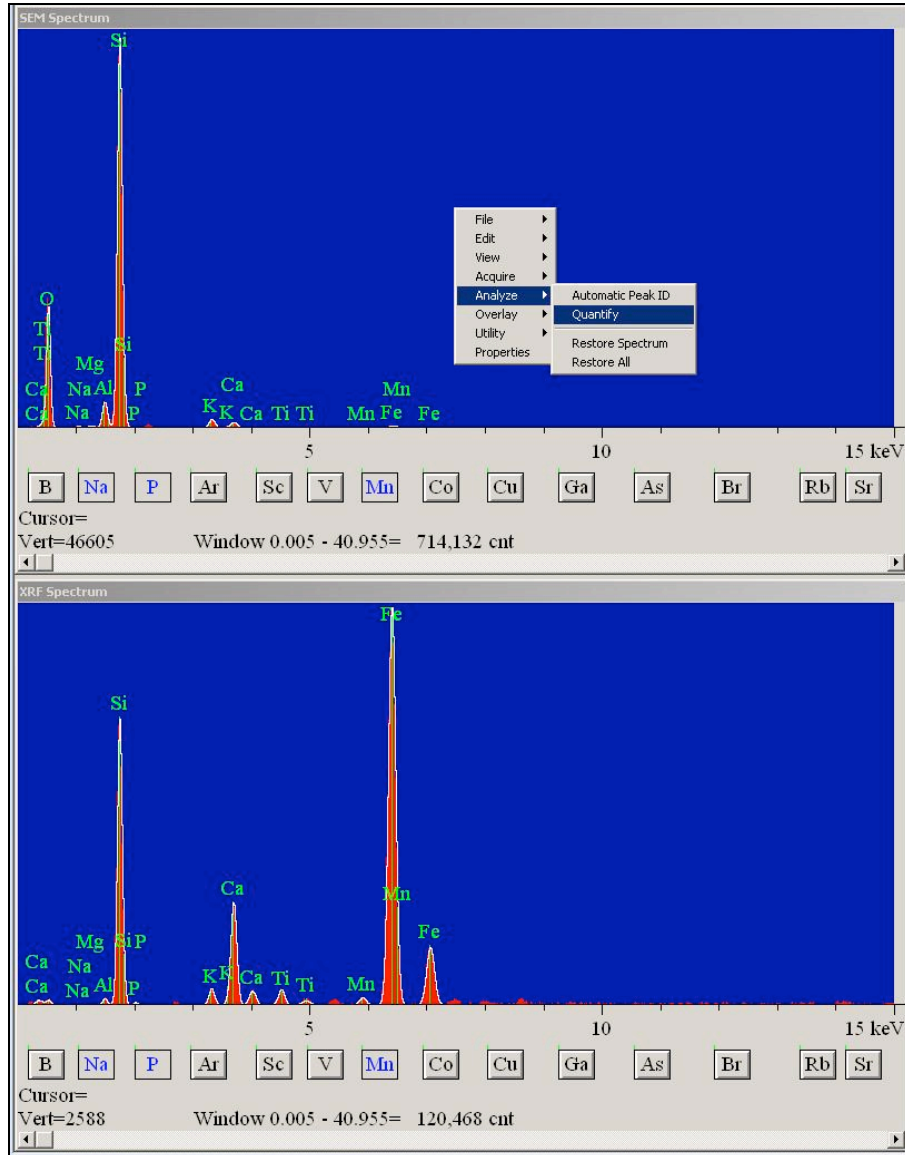 SEM Spectrum
Si
File
Edit
View
Acquire
Analyze
Overlay
Utility
Properties
Automatic Peak ID
Quantify
Restore Spectrum
Restore All
O
Ti
Si
Ti
Mg
Ca Na Al P
Ca Na P
Ca
K K Ca Ti Ti
Mn
Mn Fe Fe
5 10 15 keV
B Na P Ar Sc V Mn Co Cu Ga As Br Rb Sr
Cursor=
Vert=46605 Window 0.005 - 40.955= 714,132 cnt
XRF Spectrum
Fe
Si
Ca
Mn
Fe
Mg Si P
Ca Na
Ca Na Al P
K K Ca Ti Ti Mn
5 10 15 keV
B Na P Ar Sc V Mn Co Cu Ga As Br Rb Sr
Cursor=
Vert=2588 Window 0.005 - 40.955= 120,468 cnt